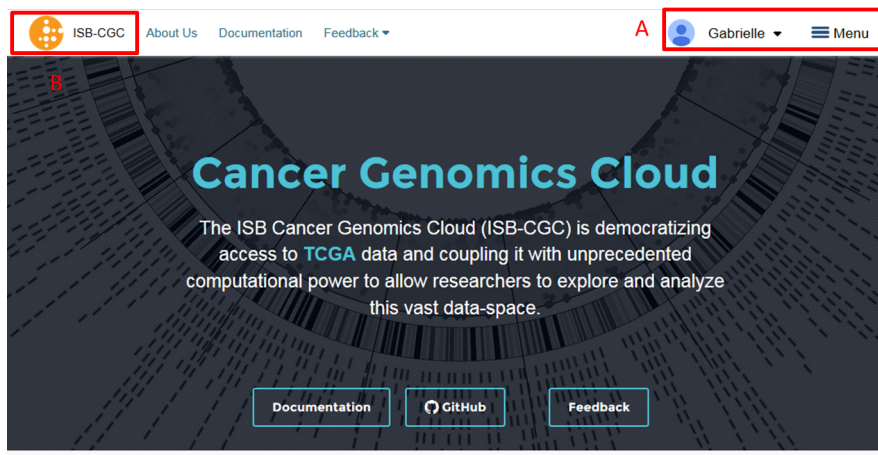 ISB-CGC About Us Documentation Feedback A Gabrielle Menu
B
Cancer Genomics Cloud
The ISB Cancer Genomics Cloud (ISB-CGC) is democratizing
access to TCGA data and coupling it with unprecedented
computational power to allow researchers to explore and analyze
this vast data-space.
Documentation GitHub Feedback